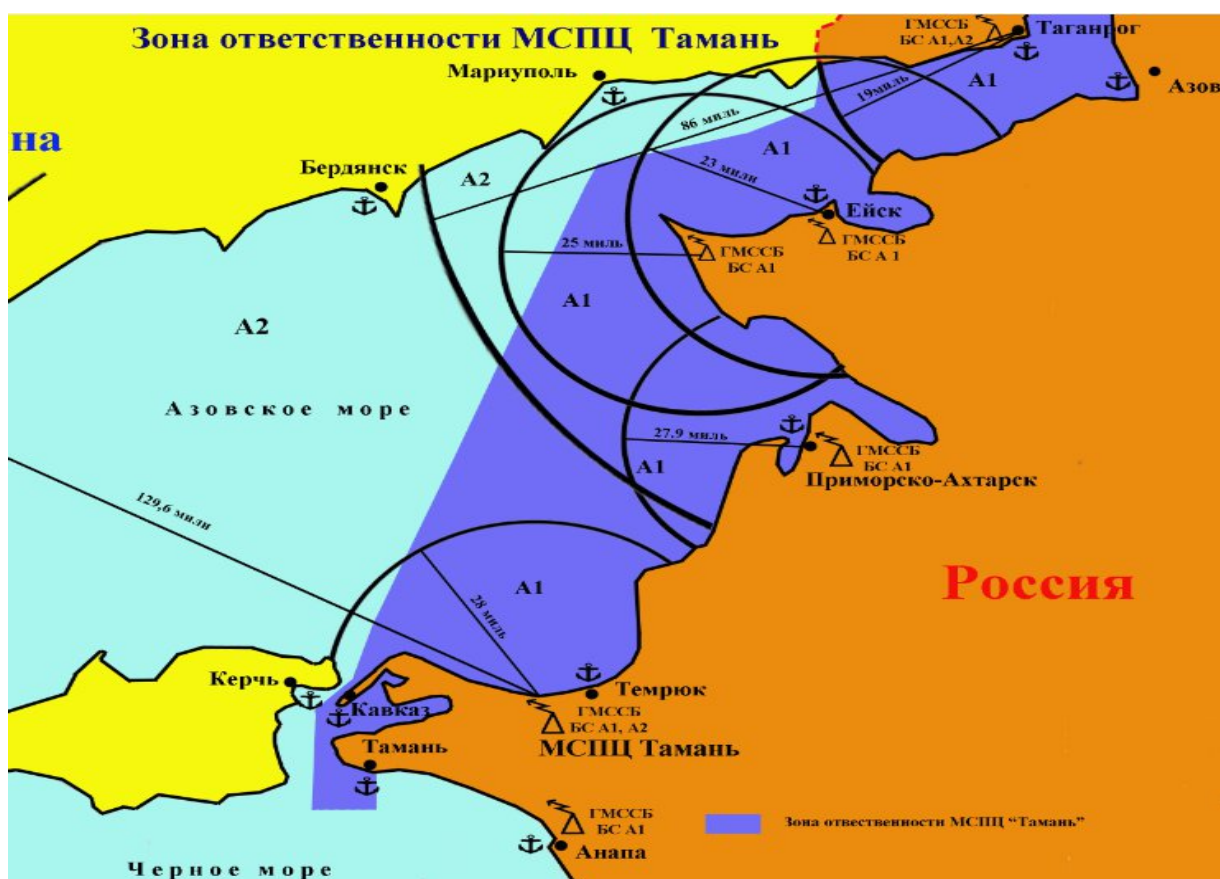 Зона ответственности МСПЦ Тамань
ГМССБ
БС А1,А2
Таганрог
Мариуполь
А1
Азов
19миль
86 миль
на
А1
Бердянск
А2
23 мили
Ейск
ГМССБ
БС А 1
25 миль
ГМССБ
БС А1
А1
А2
Азовское море
27.9 миль
ГМССБ
БС А1
А1
Приморско-Ахтарск
129,6 мили
Россия
А1
28 миль
Керчь
Темрюк
Кавказ
ГМССБ
БС А1, А2
Тамань
МСПЦ Тамань
ГМССБ
БС А1
Зона отвественности МСПЦ "Тамань"
Анапа
Черное море